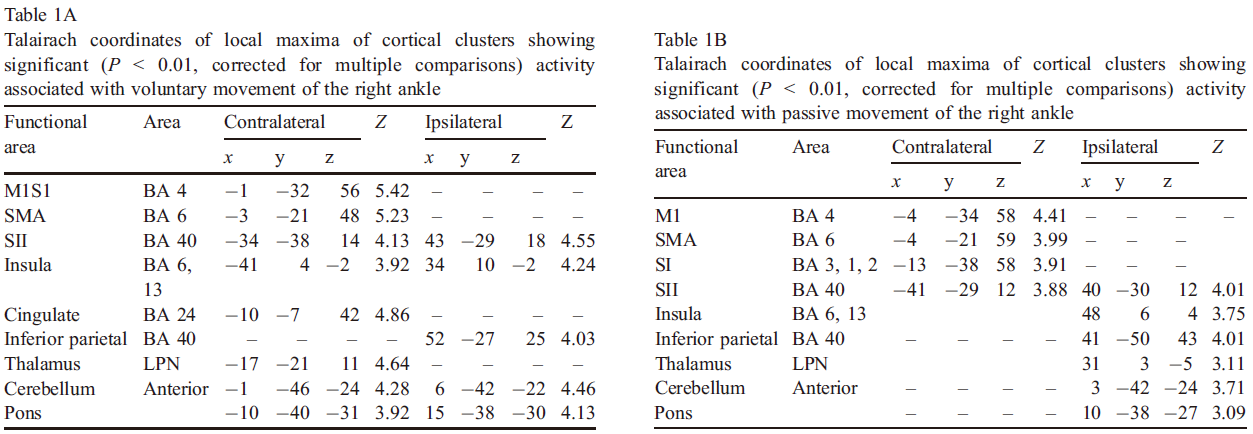 Table 1A
Talairach coordinates of local maxima of cortical clusters showing
significant (P < 0.01, corrected for multiple comparisons) activity
associated with voluntary movement of the right ankle
Functional area Area Contralateral Z Ipsilateral Z
x y z x y z
M1S1 BA 4 −1 −32 56 5.42 – – – –
SMA BA 6 −3 −21 48 5.23 – – – –
SII BA 40 −34 −38 14 4.13 43 −29 18 4.55
Insula BA 6, 13 −41 4 −2 3.92 34 10 −2 4.24
Cingulate BA 24 −10 −7 42 4.86 – – – –
Inferior parietal BA 40 – – – – 52 −27 25 4.03
Thalamus LPN −17 −21 11 4.64 – – – –
Cerebellum Anterior −1 −46 −24 4.28 6 −42 −22 4.46
Pons −10 −40 −31 3.92 15 −38 −30 4.13
Table 1B
Talairach coordinates of local maxima of cortical clusters showing
significant (P < 0.01, corrected for multiple comparisons) activity
associated with passive movement of the right ankle
Functional area Area Contralateral Z Ipsilateral Z
x y z x y z
M1 BA 4 −4 −34 58 4.41 – – – –
SMA BA 6 −4 −21 59 3.99 – – –
SI BA 3, 1, 2 −13 −38 58 3.91 – – –
SII BA 40 −41 −29 12 3.88 40 −30 12 4.01
Insula BA 6, 13 48 6 4 3.75
Inferior parietal BA 40 – – – – 41 −50 43 4.01
Thalamus LPN 31 3 −5 3.11
Cerebellum Anterior – – – – 3 −42 −24 3.71
Pons – – – – 10 −38 −27 3.09